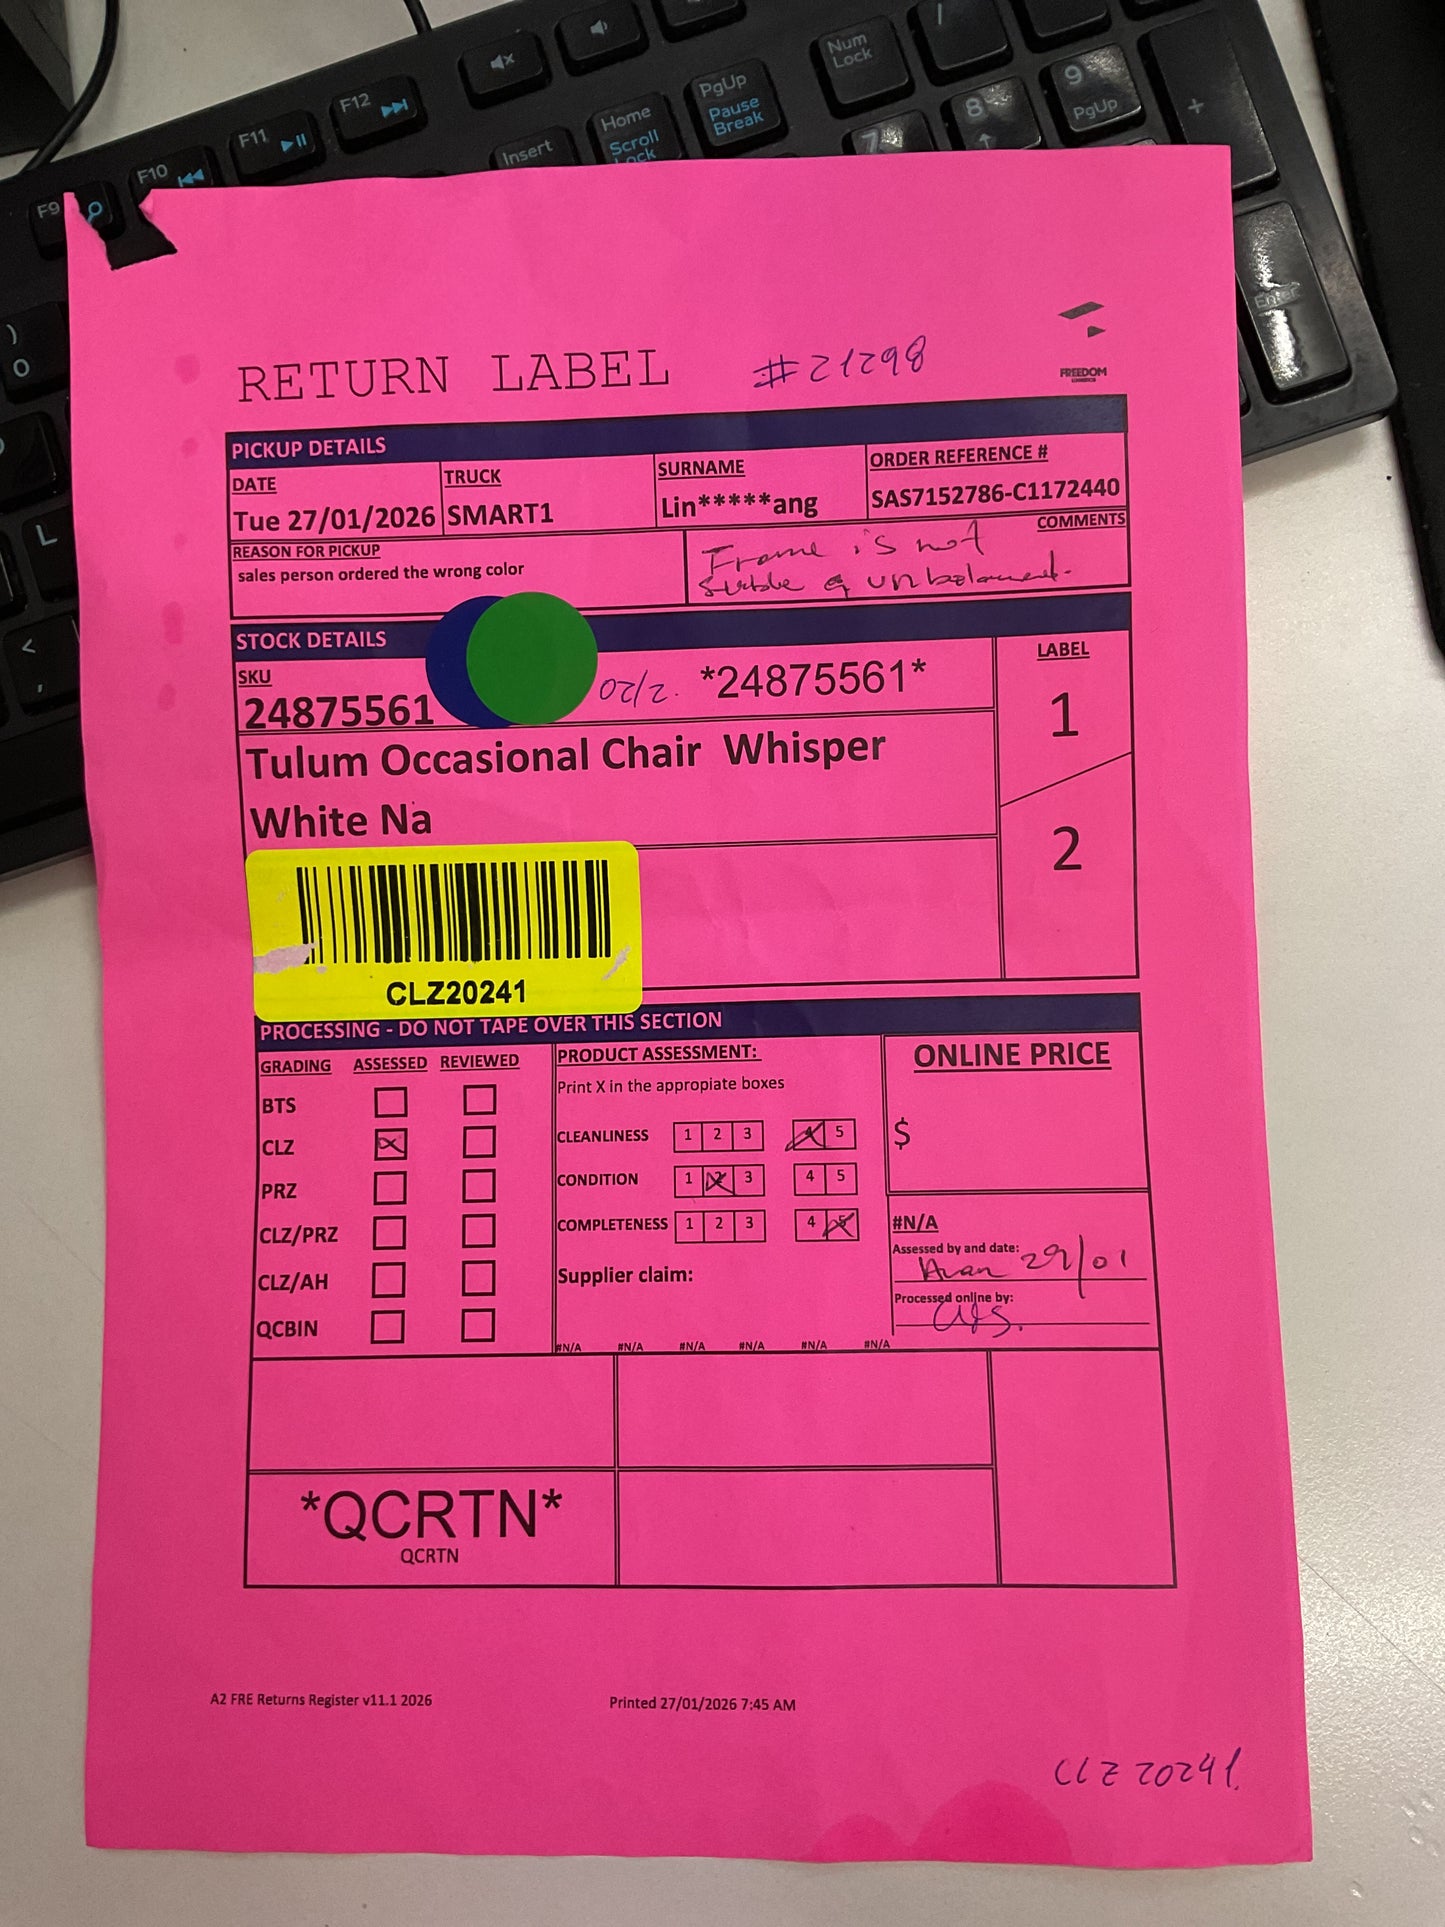 F9
F10
F11
F12
Insert
Home
Scroll
Lock
PgUp
Pause
Break
Num
Lock
/
7
8
9
PgUp
+
Enter
)
0
L
<
,
RETURN LABEL #21298
FREEDOM
PICKUP DETAILS
DATE TRUCK SURNAME ORDER REFERENCE #
Tue 27/01/2026 SMART1 Lin*****ang SAS7152786-C1172440
REASON FOR PICKUP COMMENTS
sales person ordered the wrong color
Frame is not
STOCK DETAILS LABEL
SKU
24875561 02/2. *24875561*
1
Tulum Occasional Chair Whisper
White Na
2
CLZ20241
PROCESSING - DO NOT TAPE OVER THIS SECTION
GRADING ASSESSED REVIEWED PRODUCT ASSESSMENT: ONLINE PRICE
Print X in the appropiate boxes
BTS
CLEANLINESS 1 2 3 4 5 $
CLZ X
CONDITION 1 2 3 4 5
PRZ
COMPLETENESS 1 2 3 4 5 #N/A
CLZ/PRZ
Assessed by and date:
29/01
CLZ/AH Supplier claim:
Processed online by:
QCBIN
#N/A #N/A #N/A #N/A #N/A #N/A
*QCRTN*
QCRTN
A2 FRE Returns Register v11.1 2026 Printed 27/01/2026 7:45 AM
CLZ 20241